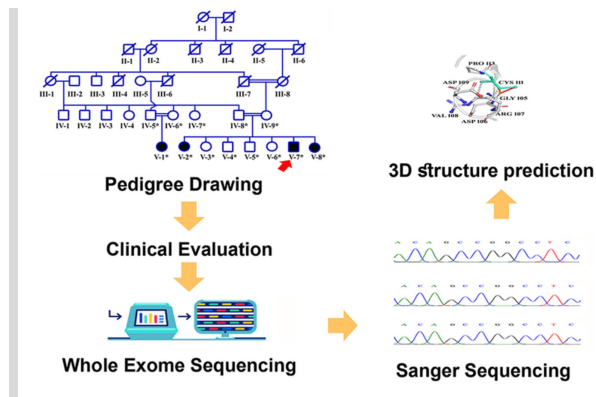 I-1 I-2
II-1 II-2 II-3 II-4 II-5 II-6
III-1 III-2 III-3 III-4 III-5 III-6 III-7 III-8
IV-1 IV-2 IV-3 IV-4 IV-5* IV-6* IV-7* IV-8* IV-9*
V-1* V-2* V-3* V-4* V-5* V-6* V-7* V-8*
Pedigree Drawing
Clinical Evaluation
Whole Exome Sequencing
PRO 113
ASP 109 CYS 111
GLY 105
VAL 108 ARG 107
ASP 106
3D structure prediction
A C A G C C G G C C T C
A C A G C C G G C C T C
A C A G C C G G C C T C
Sanger Sequencing